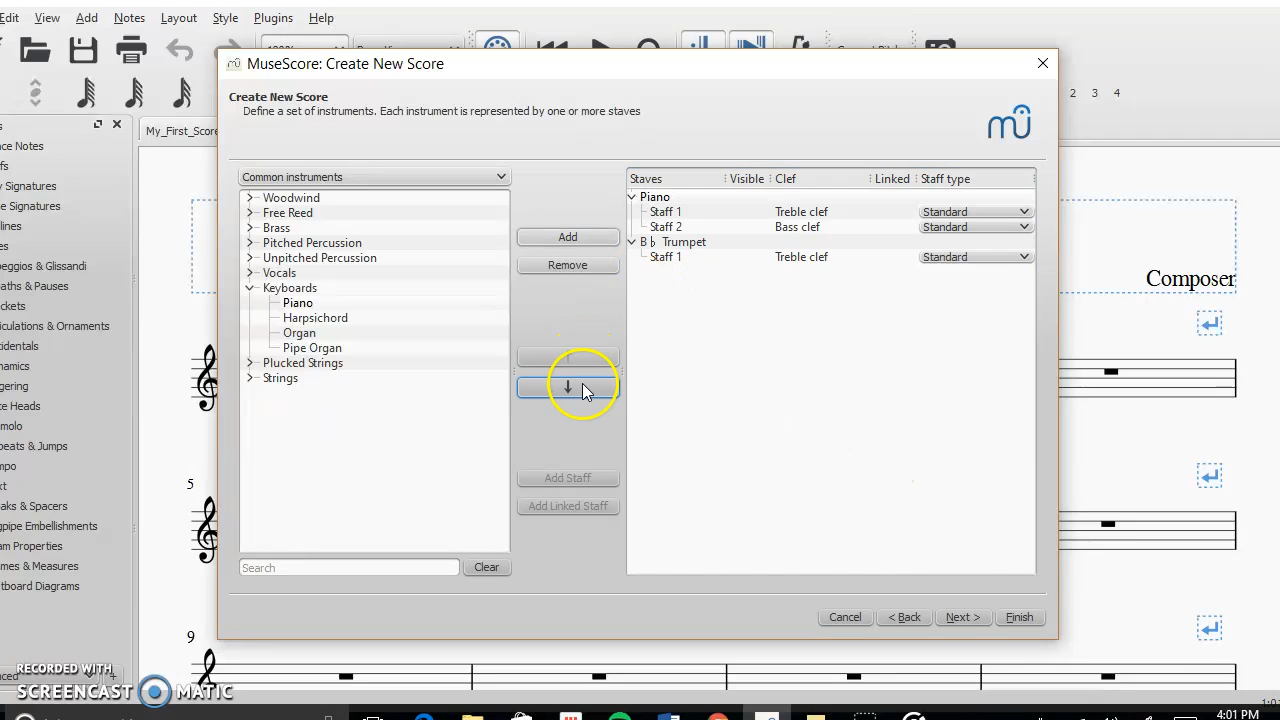 Edit View Add Notes Layout Style Plugins Help
MuseScore: Create New Score
Create New Score
Define a set of instruments. Each instrument is represented by one or more staves
mu
1 2 3 4
My_First_Score
ce Notes
fs
y Signatures
e Signatures
lines
es
peggios & Glissandi
aths & Pauses
ckets
iculations & Ornaments
identals
namics
gering
te Heads
molo
peats & Jumps
mpo
xt
aks & Spacers
gpipe Embellishments
am Properties
mes & Measures
tboard Diagrams
Common instruments
Woodwind
Free Reed
Brass
Pitched Percussion
Unpitched Percussion
Vocals
Keyboards
Piano
Harpsichord
Organ
Pipe Organ
Plucked Strings
Strings
Search
Clear
Add
Remove
Add Staff
Add Linked Staff
Staves Visible Clef Linked Staff type
Piano
Staff 1 Treble clef Standard
Staff 2 Bass clef Standard
B♭ Trumpet
Staff 1 Treble clef Standard
Cancel < Back Next > Finish
Composer
5
9
RECORDED WITH
SCREENCAST MATIC
4:01 PM